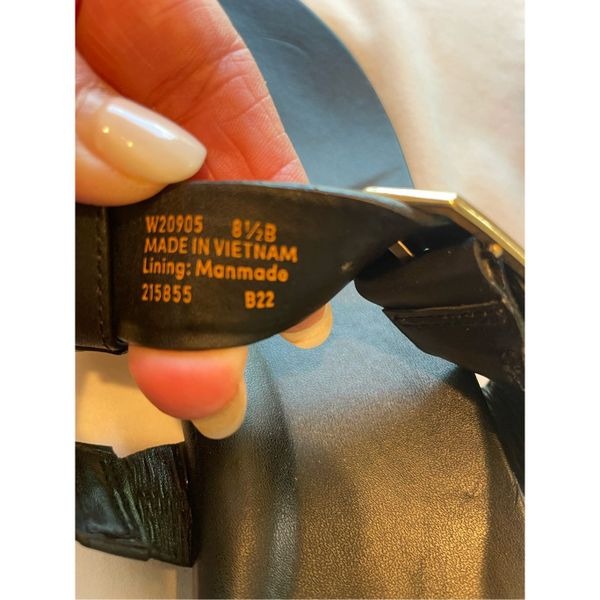 W20905 8½B
MADE IN VIETNAM
Lining: Manmade
215855 B22